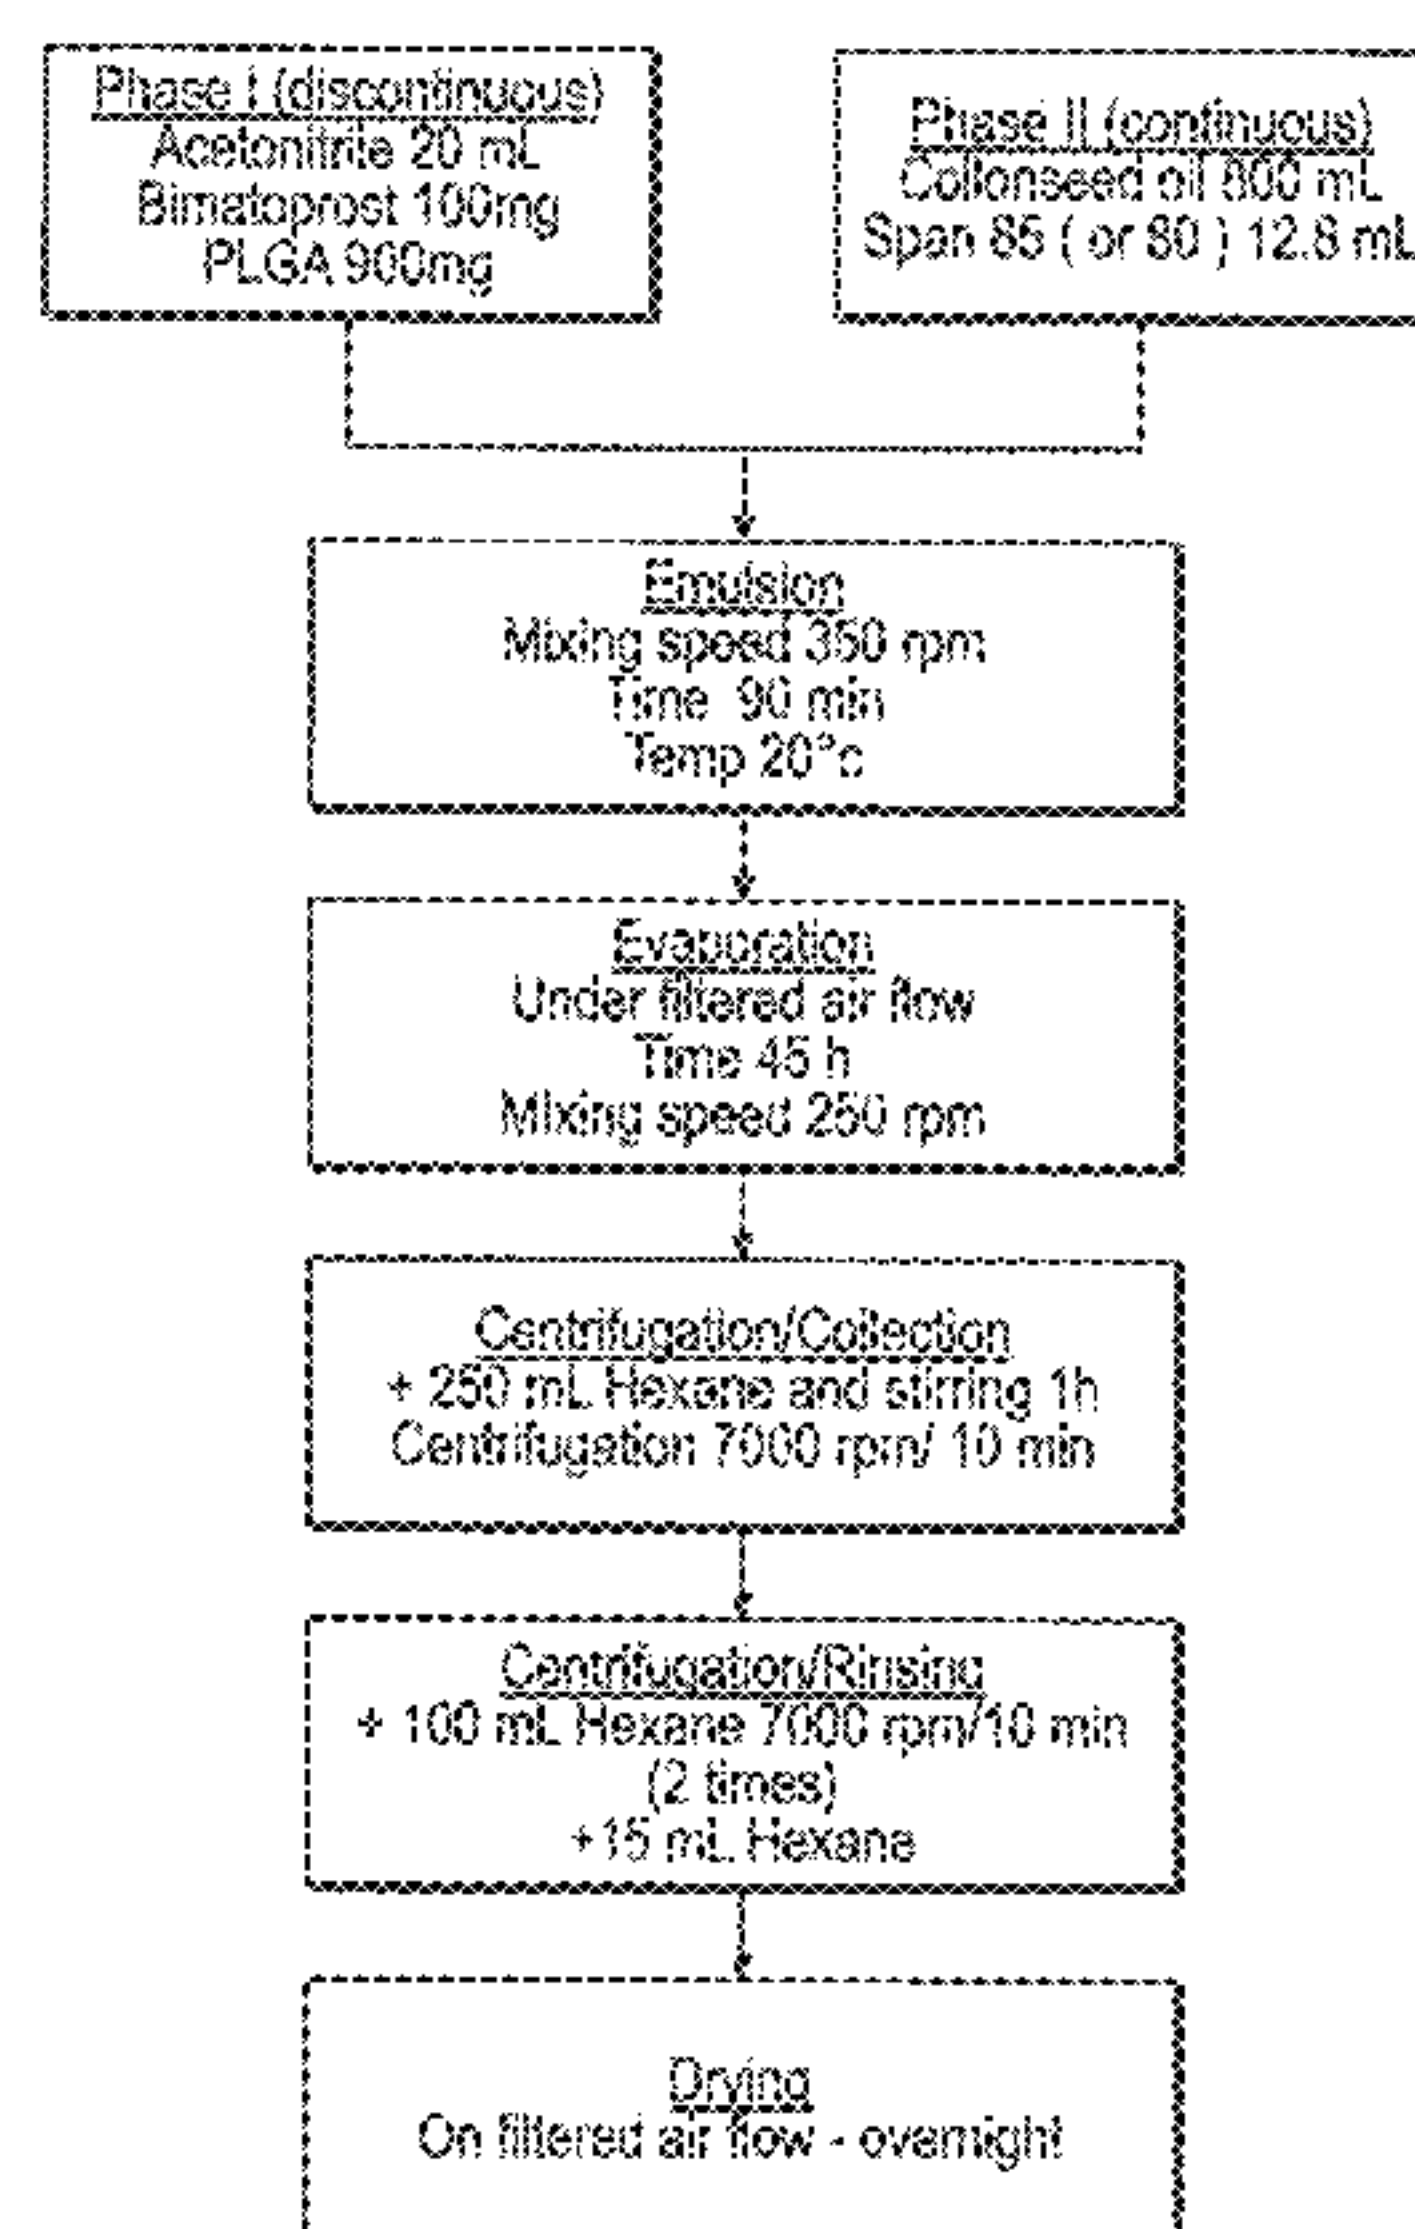 Phase I (discontinuous)
Acetonitrile 20 mL
Bimatoprost 100mg
PLGA 900mg
Phase II (continuous)
Cottonseed oil 800 mL
Span 85 ( or 80 ) 12.8 mL
Emulsion
Mixing speed 350 rpm
Time 90 min
Temp 20°c
Evaporation
Under filtered air flow
Time 45 h
Mixing speed 250 rpm
Centrifugation/Collection
+ 250 mL Hexane and stirring 1h
Centrifugation 7000 rpm/ 10 min
Centrifugation/Rinsing
+ 100 mL Hexane 7000 rpm/10 min
(2 times)
+15 mL Hexane
Drying
On filtered air flow - overnight